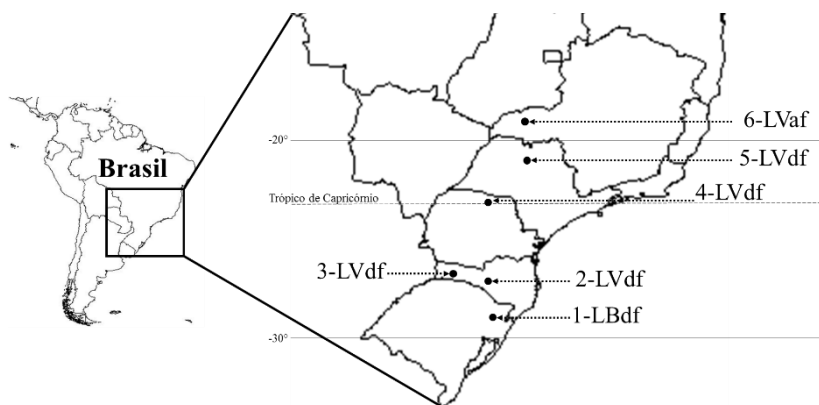 6-LVaf
-20°
5-LVdf
Brasil
Trópico de Capricórnio
4-LVdf
3-LVdf
2-LVdf
1-LBdf
-30°